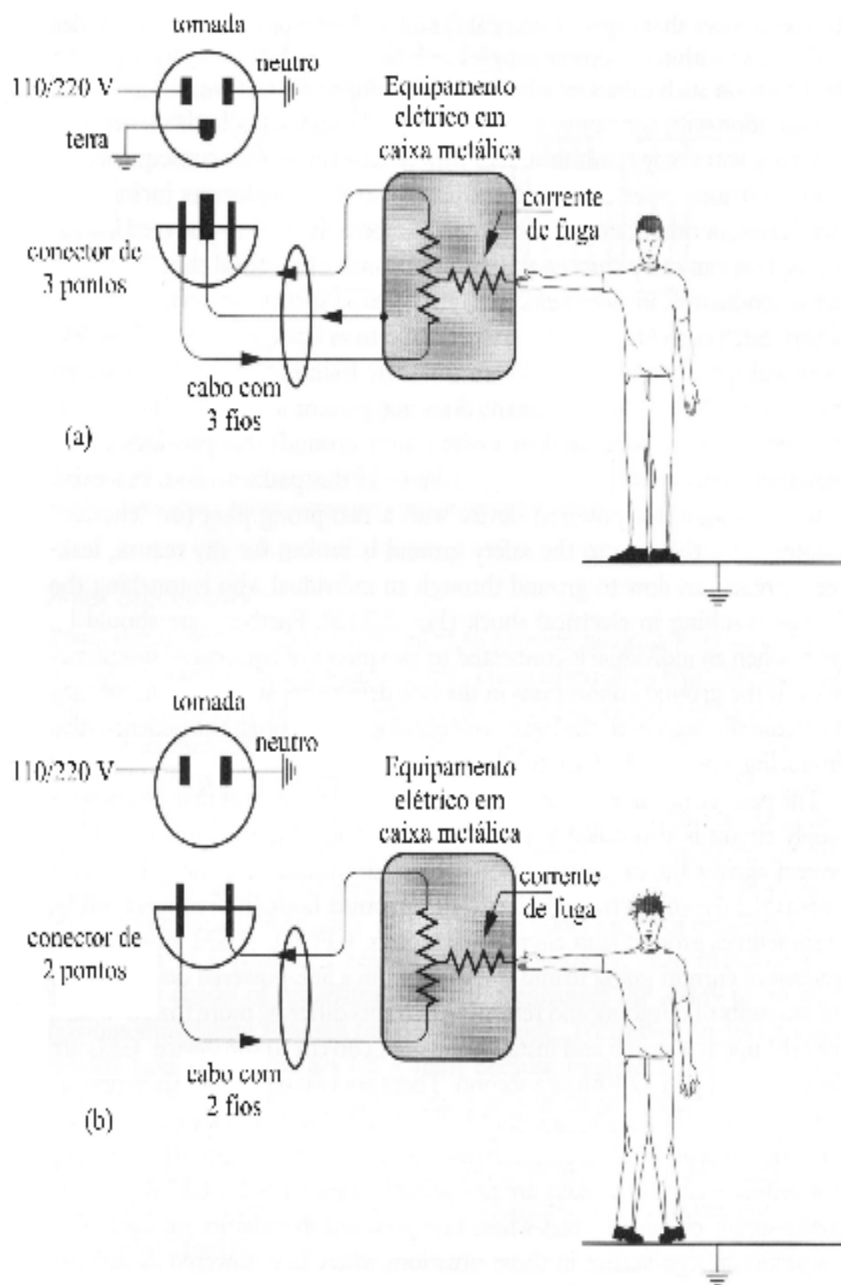 tomada
neutro
110/220 V
terra
Equipamento
elétrico em
caixa metálica
corrente
de fuga
conector de
3 pontos
cabo com
3 fios
(a)
tomada
neutro
110/220 V
Equipamento
elétrico em
caixa metálica
corrente
de fuga
conector de
2 pontos
cabo com
2 fios
(b)